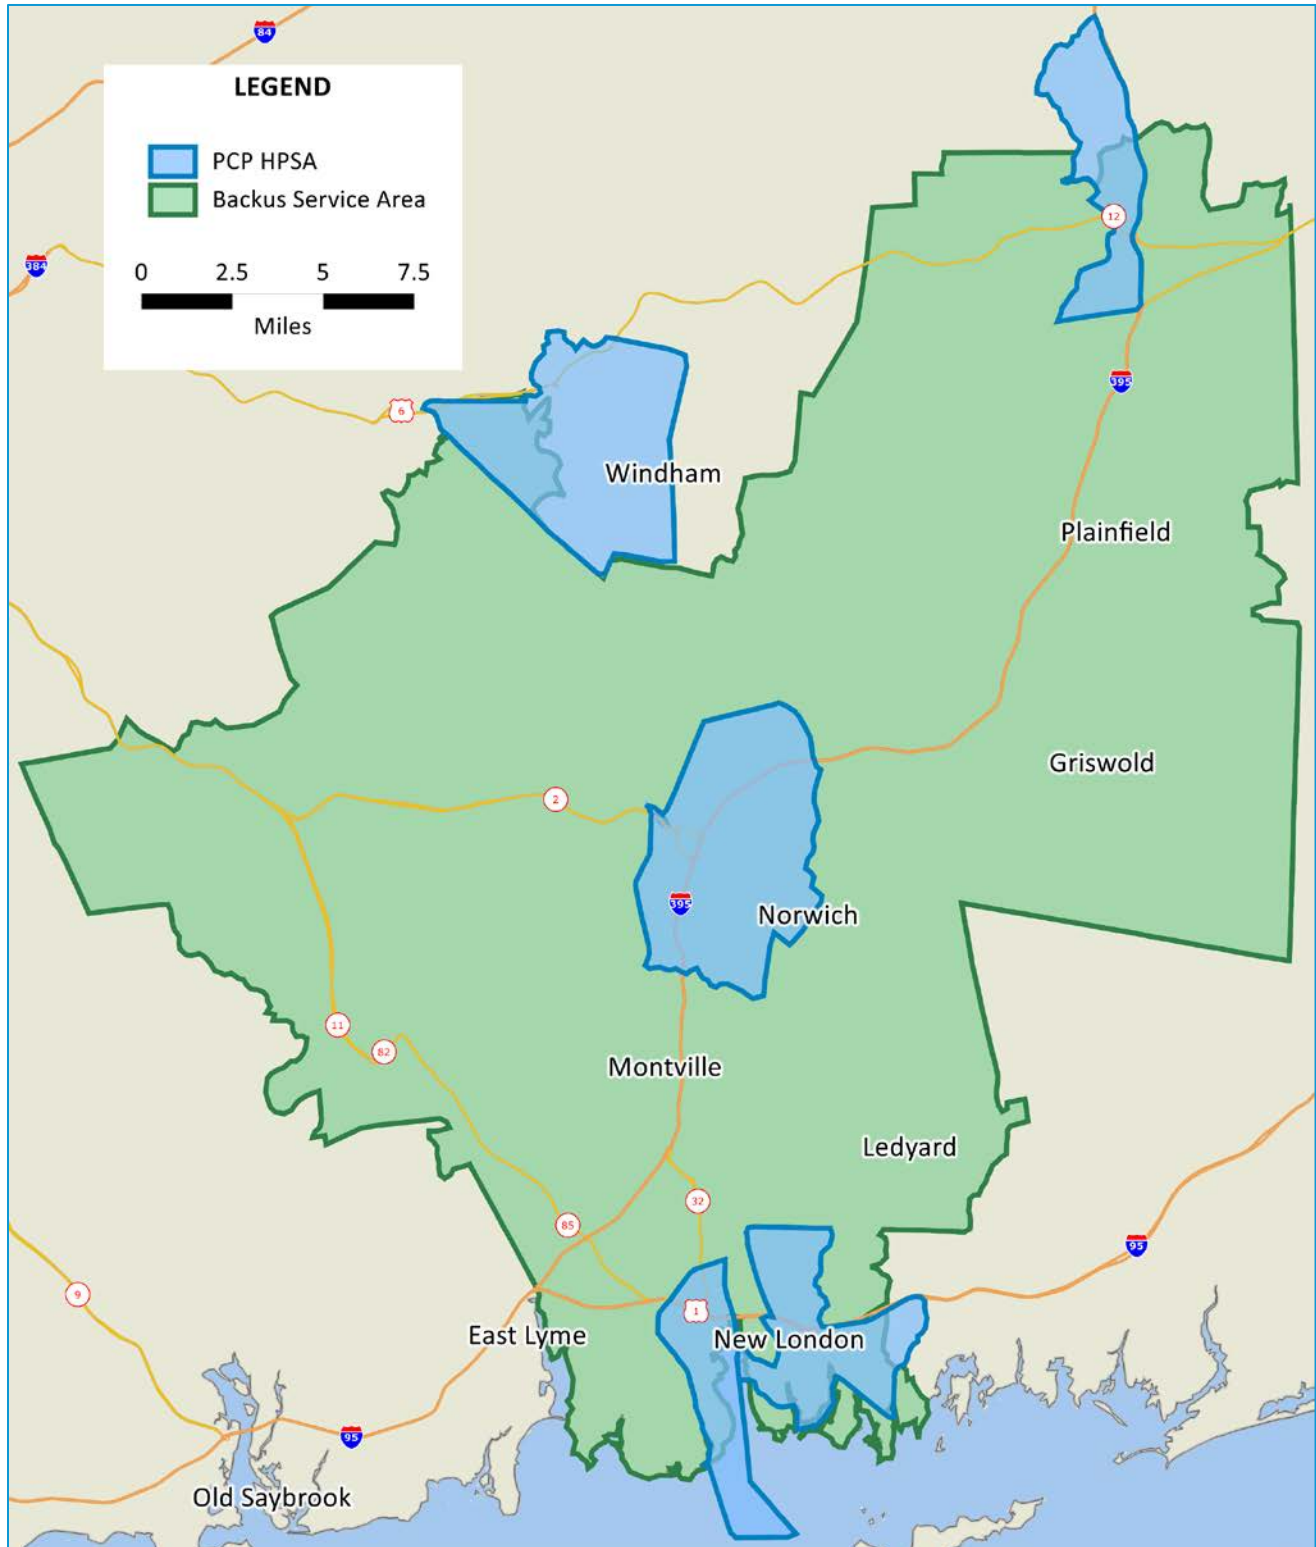 84
LEGEND
PCP HPSA
Backus Service Area
0 2.5 5 7.5
Miles
12
384
395
6
Windham
Plainfield
Griswold
2
395
Norwich
11
82
Montville
Ledyard
32
85
95
9
1
East Lyme
New London
95
Old Saybrook